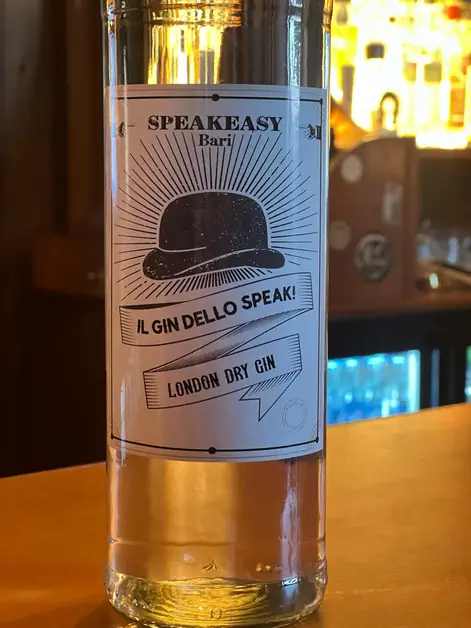 SPEAKEASY
Bari
IL GIN DELLO SPEAK!
LONDON DRY GIN